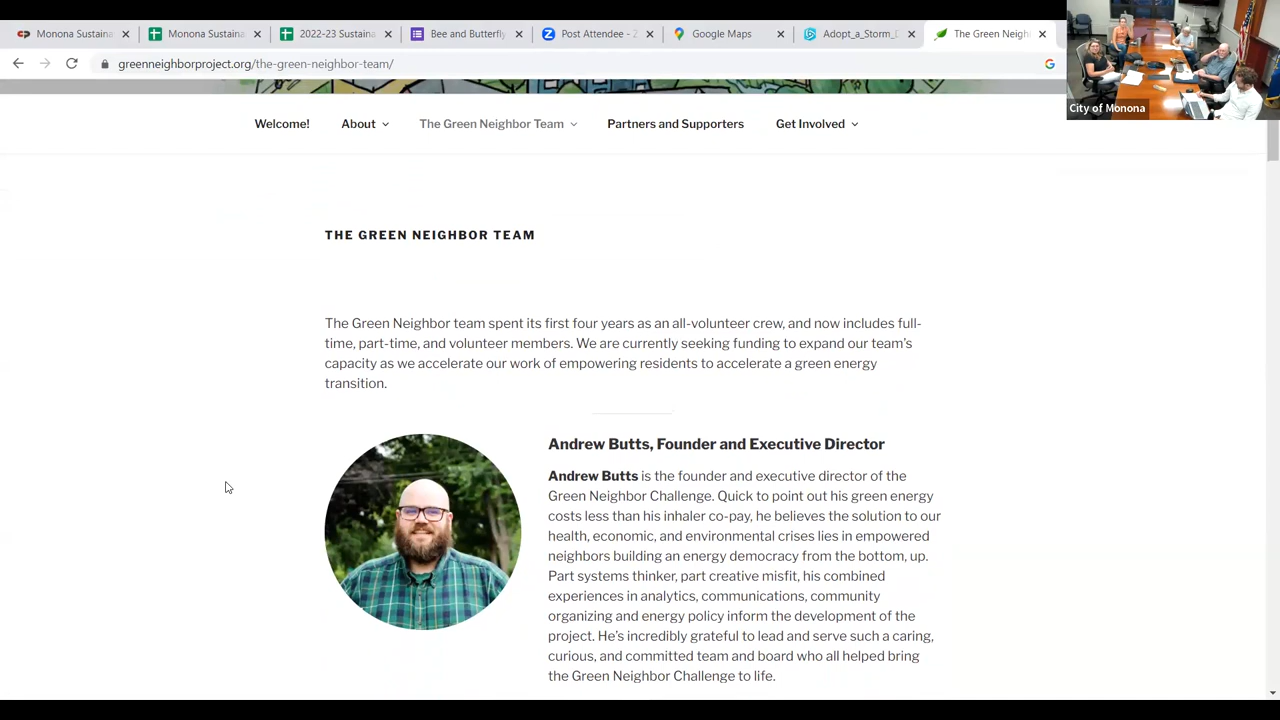 Monona Sustaina
Monona Sustaina
2022-23 Sustaina
Bee and Butterfly
Post Attendee - Z
Google Maps
Adopt_a_Storm_D
The Green Neigh
greenneighborproject.org/the-green-neighbor-team/
City of Monona
Welcome!
About
The Green Neighbor Team
Partners and Supporters
Get Involved
THE GREEN NEIGHBOR TEAM
The Green Neighbor team spent its first four years as an all-volunteer crew, and now includes full-
time, part-time, and volunteer members. We are currently seeking funding to expand our team's
capacity as we accelerate our work of empowering residents to accelerate a green energy
transition.
Andrew Butts, Founder and Executive Director
Andrew Butts is the founder and executive director of the
Green Neighbor Challenge. Quick to point out his green energy
costs less than his inhaler co-pay, he believes the solution to our
health, economic, and environmental crises lies in empowered
neighbors building an energy democracy from the bottom, up.
Part systems thinker, part creative misfit, his combined
experiences in analytics, communications, community
organizing and energy policy inform the development of the
project. He's incredibly grateful to lead and serve such a caring,
curious, and committed team and board who all helped bring
the Green Neighbor Challenge to life.